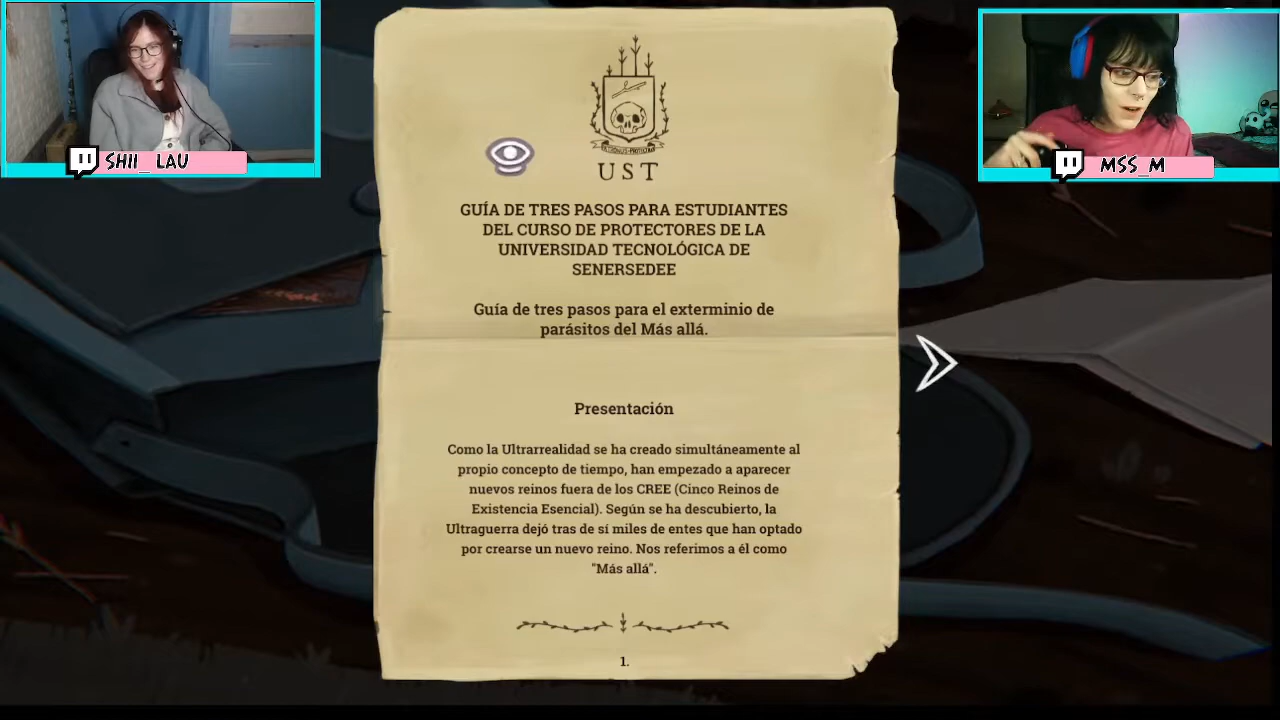 SHII_ LAU
MSS_M
UST
GUÍA DE TRES PASOS PARA ESTUDIANTES
DEL CURSO DE PROTECTORES DE LA
UNIVERSIDAD TECNOLÓGICA DE
SENERSEDEE
Guía de tres pasos para el exterminio de
parásitos del Más allá.
Presentación
Como la Ultrarrealidad se ha creado simultáneamente al
propio concepto de tiempo, han empezado a aparecer
nuevos reinos fuera de los CREE (Cinco Reinos de
Existencia Esencial). Según se ha descubierto, la
Ultraguerra dejó tras de sí miles de entes que han optado
por crearse un nuevo reino. Nos referimos a él como
"Más allá".
1.